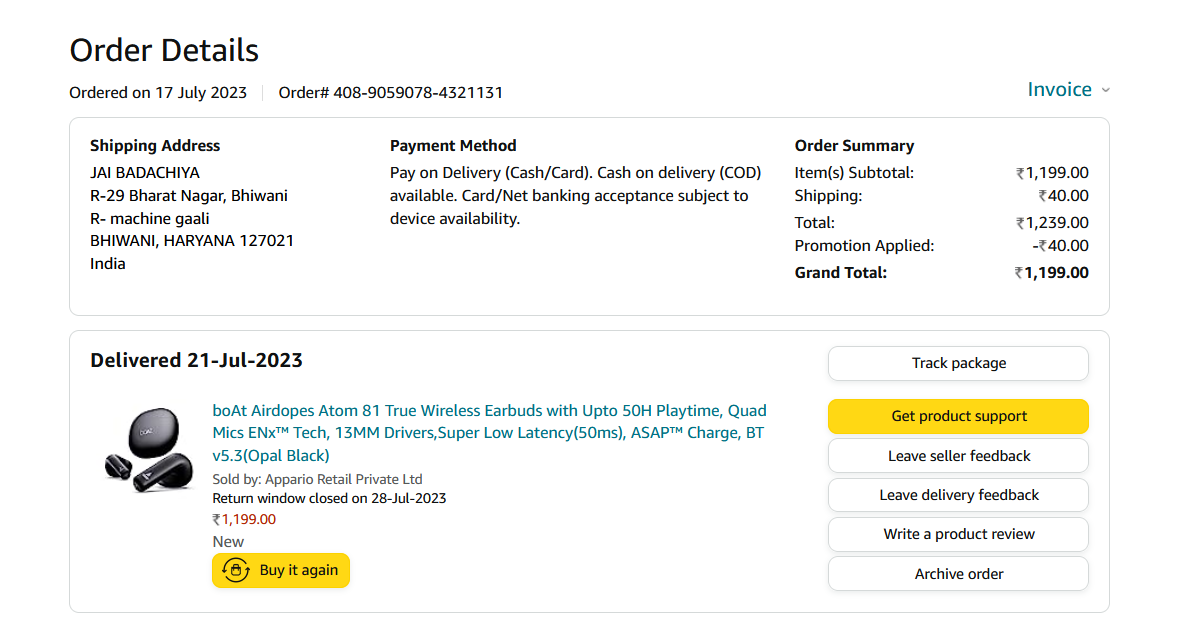 Order Details
Ordered on 17 July 2023 Order# 408-9059078-4321131
Invoice
Shipping Address
JAI BADACHIYA
R-29 Bharat Nagar, Bhiwani
R- machine gaali
BHIWANI, HARYANA 127021
India
Payment Method
Pay on Delivery (Cash/Card). Cash on delivery (COD)
available. Card/Net banking acceptance subject to
device availability.
Order Summary
Item(s) Subtotal: ₹1,199.00
Shipping: ₹40.00
Total: ₹1,239.00
Promotion Applied: -₹40.00
Grand Total: ₹1,199.00
Delivered 21-Jul-2023
boAt Airdopes Atom 81 True Wireless Earbuds with Upto 50H Playtime, Quad
Mics ENx™ Tech, 13MM Drivers,Super Low Latency(50ms), ASAP™ Charge, BT
v5.3(Opal Black)
Sold by: Appario Retail Private Ltd
Return window closed on 28-Jul-2023
₹1,199.00
New
Buy it again
Track package
Get product support
Leave seller feedback
Leave delivery feedback
Write a product review
Archive order